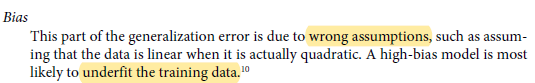 Bias
This part of the generalization error is due to wrong assumptions, such as assum-
ing that the data is linear when it is actually quadratic. A high-bias model is most
likely to underfit the training data.10